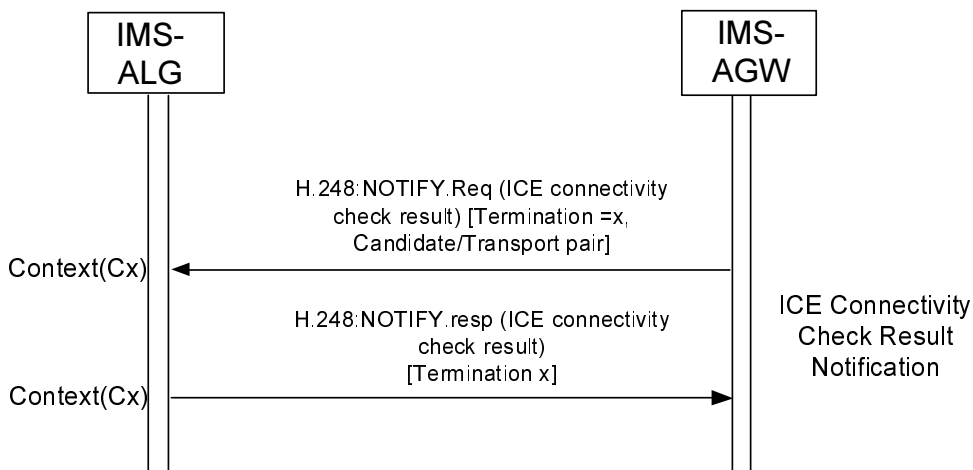 IMS-
ALG
IMS-
AGW
H.248:NOTIFY.Req (ICE connectivity
check result) [Termination =x,
Candidate/Transport pair]
Context(Cx)
H.248:NOTIFY.resp (ICE connectivity
check result)
[Termination x]
Context(Cx)
ICE Connectivity
Check Result
Notification